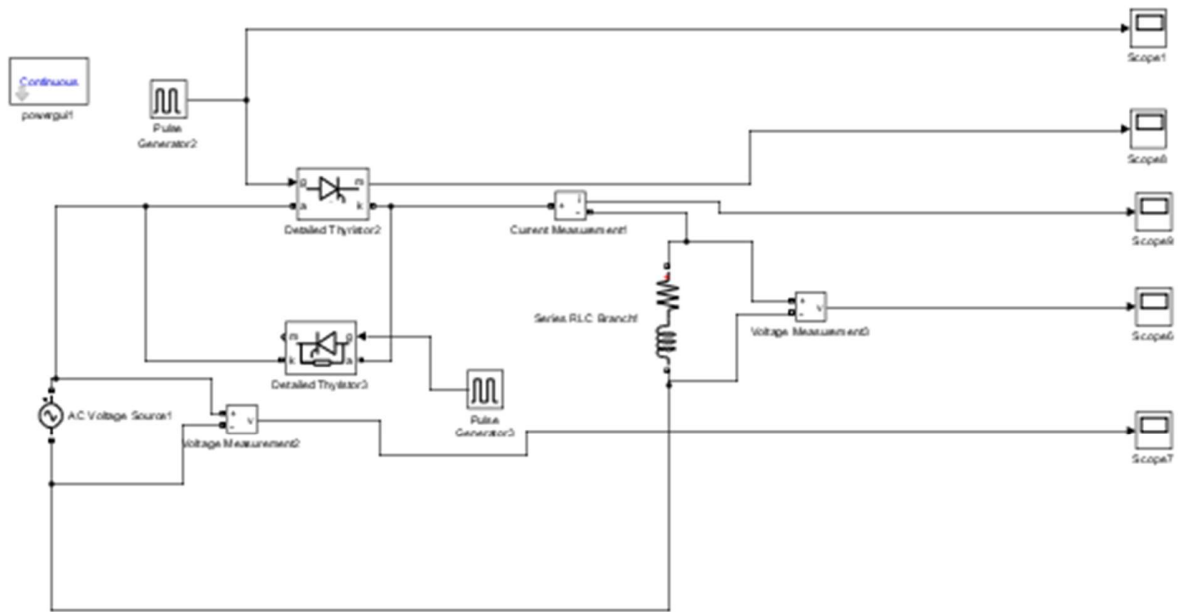 Scope1
Continuous
powergui1
Pulse
Generator2
Scope8
g
m
a
k
Detailed Thyristor2
+
i
-
Current Measurement1
Scope9
Series RLC Branch1
+
-
v
Voltage Measurement3
Scope6
m
g
k
a
Detailed Thyristor3
Pulse
Generator3
AC Voltage Source1
+
-
v
Voltage Measurement2
Scope7